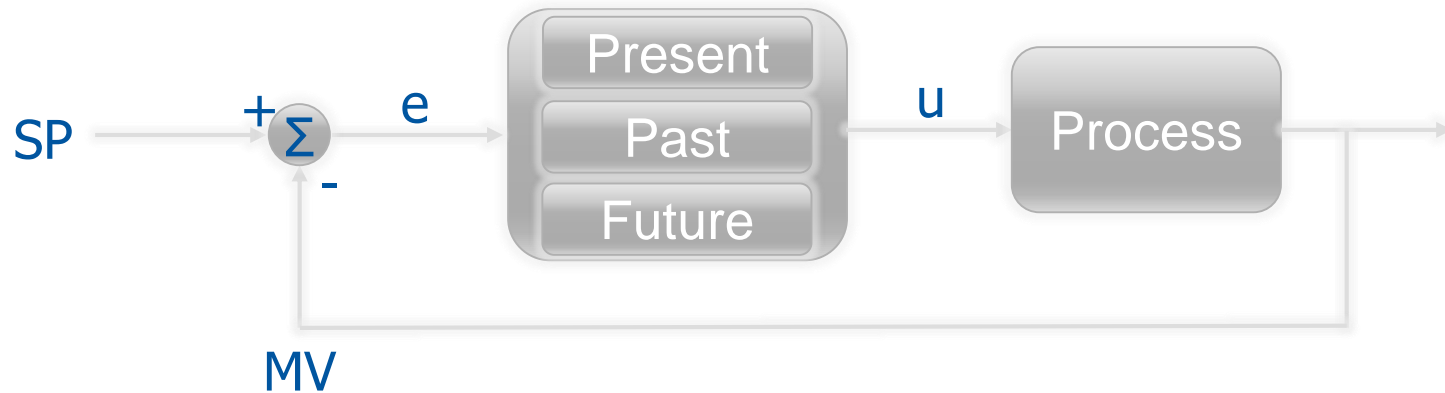 SP
+
Σ
-
e
Present
Past
Future
u
Process
MV